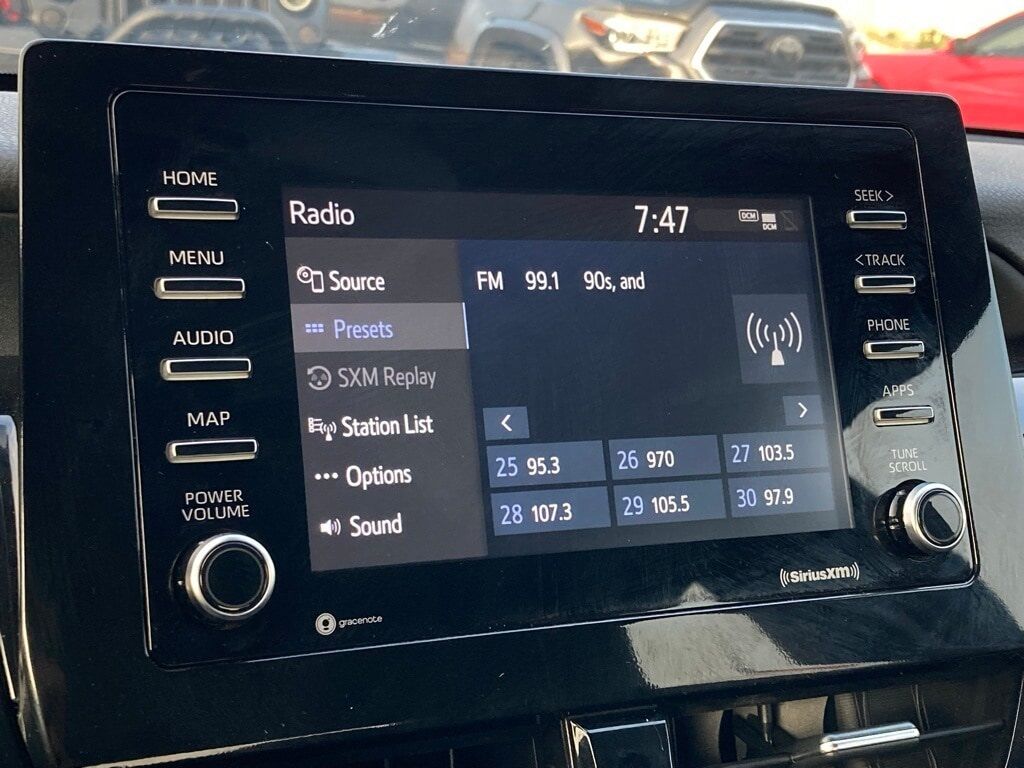 HOME
MENU
AUDIO
MAP
POWER
VOLUME
Radio
7:47
DCM
DCM
Source
Presets
SXM Replay
Station List
Options
Sound
FM 99.1 90s, and
<
>
25 95.3
26 970
27 103.5
28 107.3
29 105.5
30 97.9
SEEK >
< TRACK
PHONE
APPS
TUNE
SCROLL
gracenote
((SiriusXM))